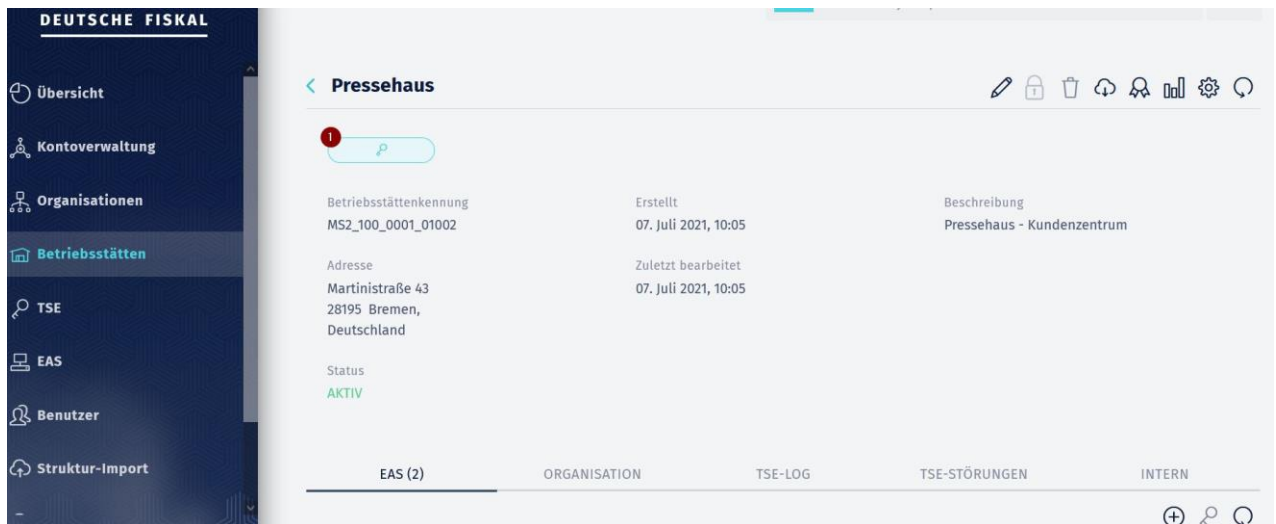 DEUTSCHE FISKAL
Übersicht
Kontoverwaltung
Organisationen
Betriebsstätten
TSE
EAS
Benutzer
Struktur-Import
Pressehaus
1
Betriebsstättenkennung
MS2_100_0001_01002
Erstellt
07. Juli 2021, 10:05
Beschreibung
Pressehaus - Kundenzentrum
Adresse
Martinistraße 43
28195 Bremen,
Deutschland
Zuletzt bearbeitet
07. Juli 2021, 10:05
Status
AKTIV
EAS (2) ORGANISATION TSE-LOG TSE-STÖRUNGEN INTERN